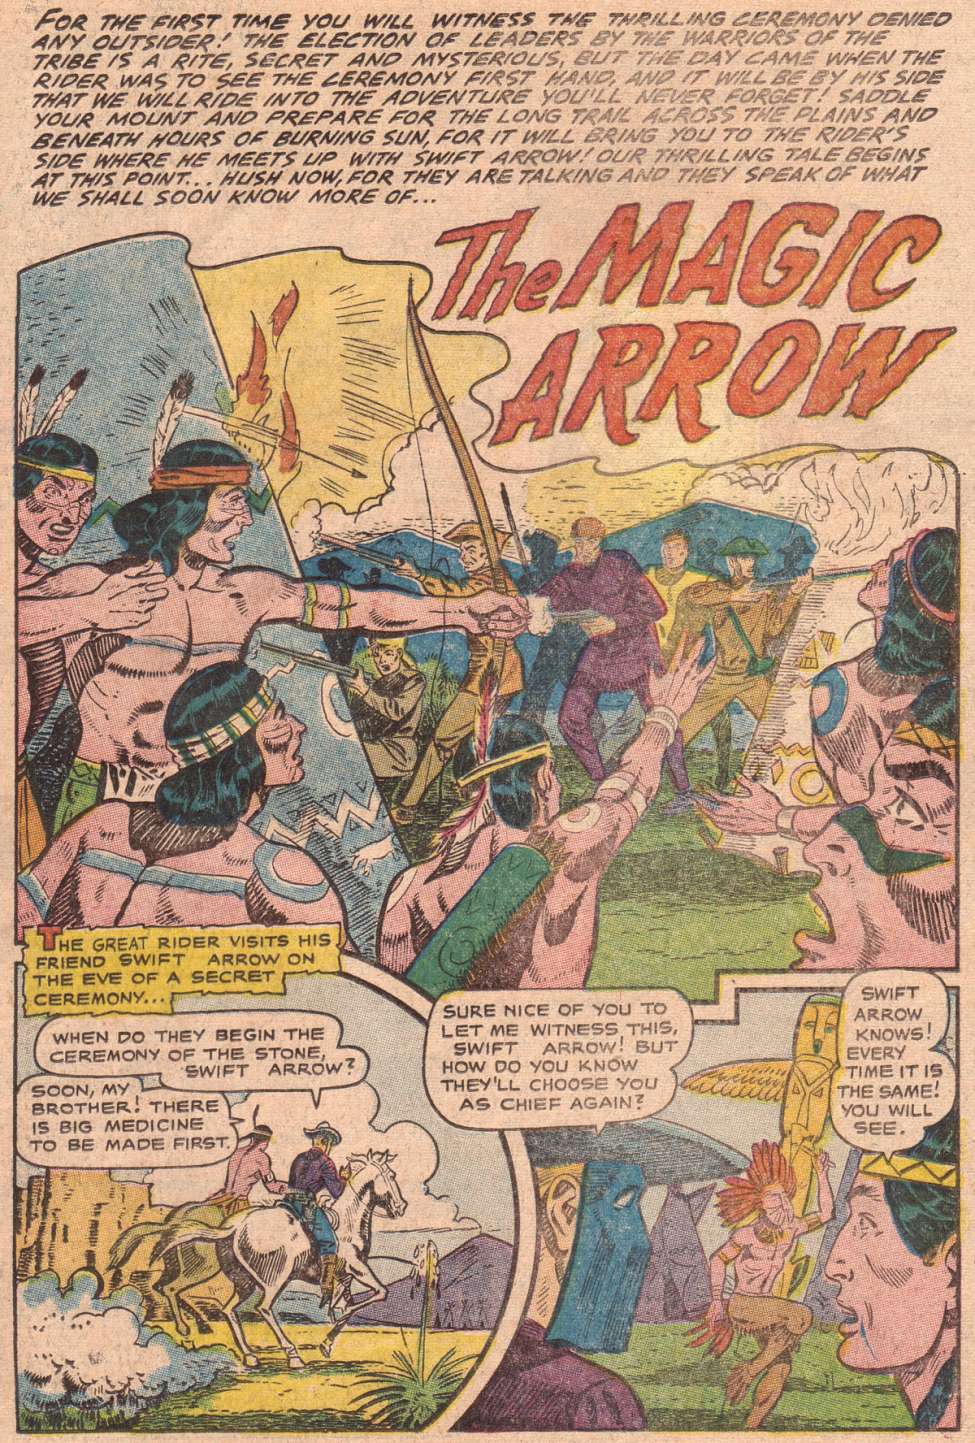 FOR THE FIRST TIME YOU WILL WITNESS THE THRILLING CEREMONY DENIED
ANY OUTSIDER! THE ELECTION OF LEADERS BY THE WARRIORS OF THE
TRIBE IS A RITE, SECRET AND MYSTERIOUS, BUT THE DAY CAME WHEN THE
RIDER WAS TO SEE THE CEREMONY FIRST HAND, AND IT WILL BE BY HIS SIDE
THAT WE WILL RIDE INTO THE ADVENTURE YOU'LL NEVER FORGET! SADDLE
YOUR MOUNT AND PREPARE FOR THE LONG TRAIL ACROSS THE PLAINS AND
BENEATH HOURS OF BURNING SUN, FOR IT WILL BRING YOU TO THE RIDER'S
SIDE WHERE HE MEETS UP WITH SWIFT ARROW! OUR THRILLING TALE BEGINS
AT THIS POINT... HUSH NOW, FOR THEY ARE TALKING AND THEY SPEAK OF WHAT
WE SHALL SOON KNOW MORE OF...
The MAGIC
ARROW
THE GREAT RIDER VISITS HIS
FRIEND SWIFT ARROW ON
THE EVE OF A SECRET
CEREMONY...
WHEN DO THEY BEGIN THE
CEREMONY OF THE STONE,
SWIFT ARROW?
SOON, MY
BROTHER! THERE
IS BIG MEDICINE
TO BE MADE FIRST.
SURE NICE OF YOU TO
LET ME WITNESS THIS,
SWIFT ARROW! BUT
HOW DO YOU KNOW
THEY'LL CHOOSE YOU
AS CHIEF AGAIN?
SWIFT
ARROW
KNOWS!
EVERY
TIME IT IS
THE SAME!
YOU WILL
SEE.